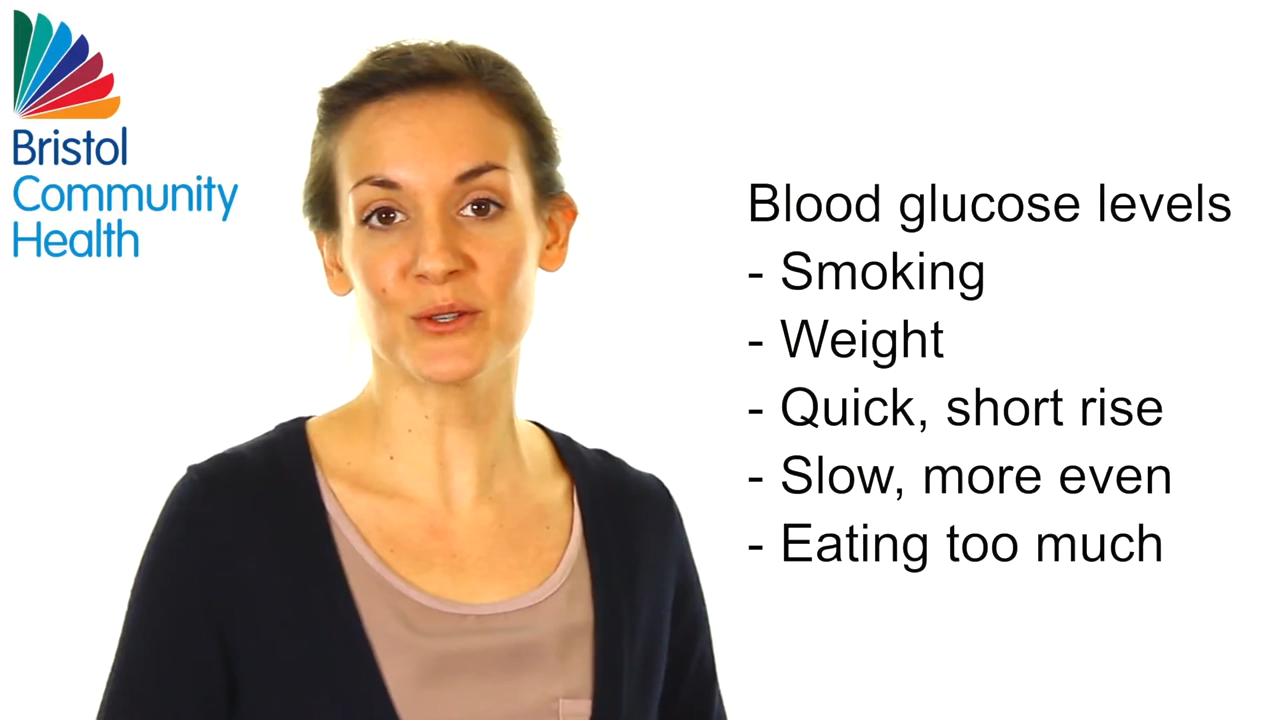 Bristol
Community
Health
Blood glucose levels
- Smoking
- Weight
- Quick, short rise
- Slow, more even
- Eating too much